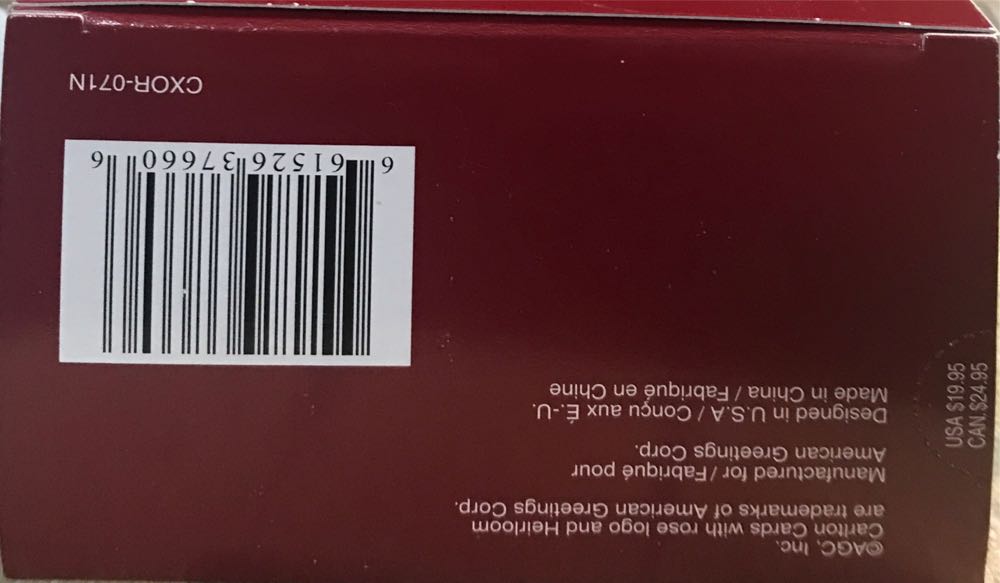 ©AGC, Inc.
Carlton Cards with rose logo and Heirloom
are trademarks of American Greetings Corp.
Manufactured for / Fabriqué pour
American Greetings Corp.
Designed in U.S.A / Conçu aux É.-U.
Made in China / Fabriqué en Chine
USA $19.95
CAN.$24.95
6 61526 37660 6
CXOR-071N